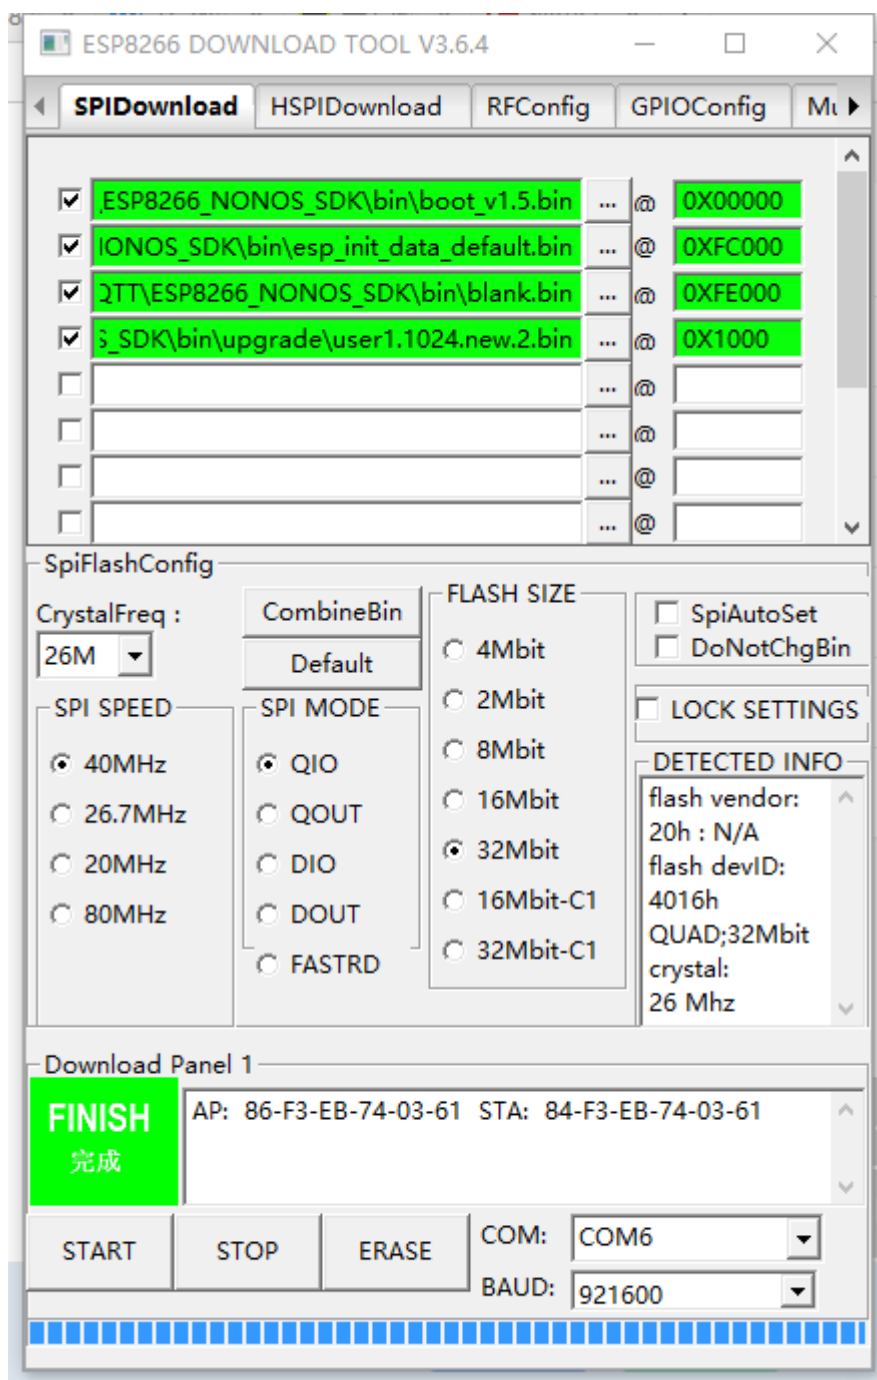 ESP8266 DOWNLOAD TOOL V3.6.4
SPIDownload HSPIDownload RFConfig GPIOConfig Mu
ESP8266_NONOS_SDK\bin\boot_v1.5.bin ... @ 0X00000
IONOS_SDK\bin\esp_init_data_default.bin ... @ 0XFC000
QTT\ESP8266_NONOS_SDK\bin\blank.bin ... @ 0XFE000
S_SDK\bin\upgrade\user1.1024.new.2.bin ... @ 0X1000
... @
... @
... @
... @
SpiFlashConfig
CrystalFreq :
26M
CombineBin
Default
SPI SPEED
40MHz
26.7MHz
20MHz
80MHz
SPI MODE
QIO
QOUT
DIO
DOUT
FASTRD
FLASH SIZE
4Mbit
2Mbit
8Mbit
16Mbit
32Mbit
16Mbit-C1
32Mbit-C1
SpiAutoSet
DoNotChgBin
LOCK SETTINGS
DETECTED INFO
flash vendor:
20h : N/A
flash devID:
4016h
QUAD;32Mbit
crystal:
26 Mhz
Download Panel 1
FINISH
完成
AP: 86-F3-EB-74-03-61 STA: 84-F3-EB-74-03-61
START STOP ERASE
COM: COM6
BAUD: 921600